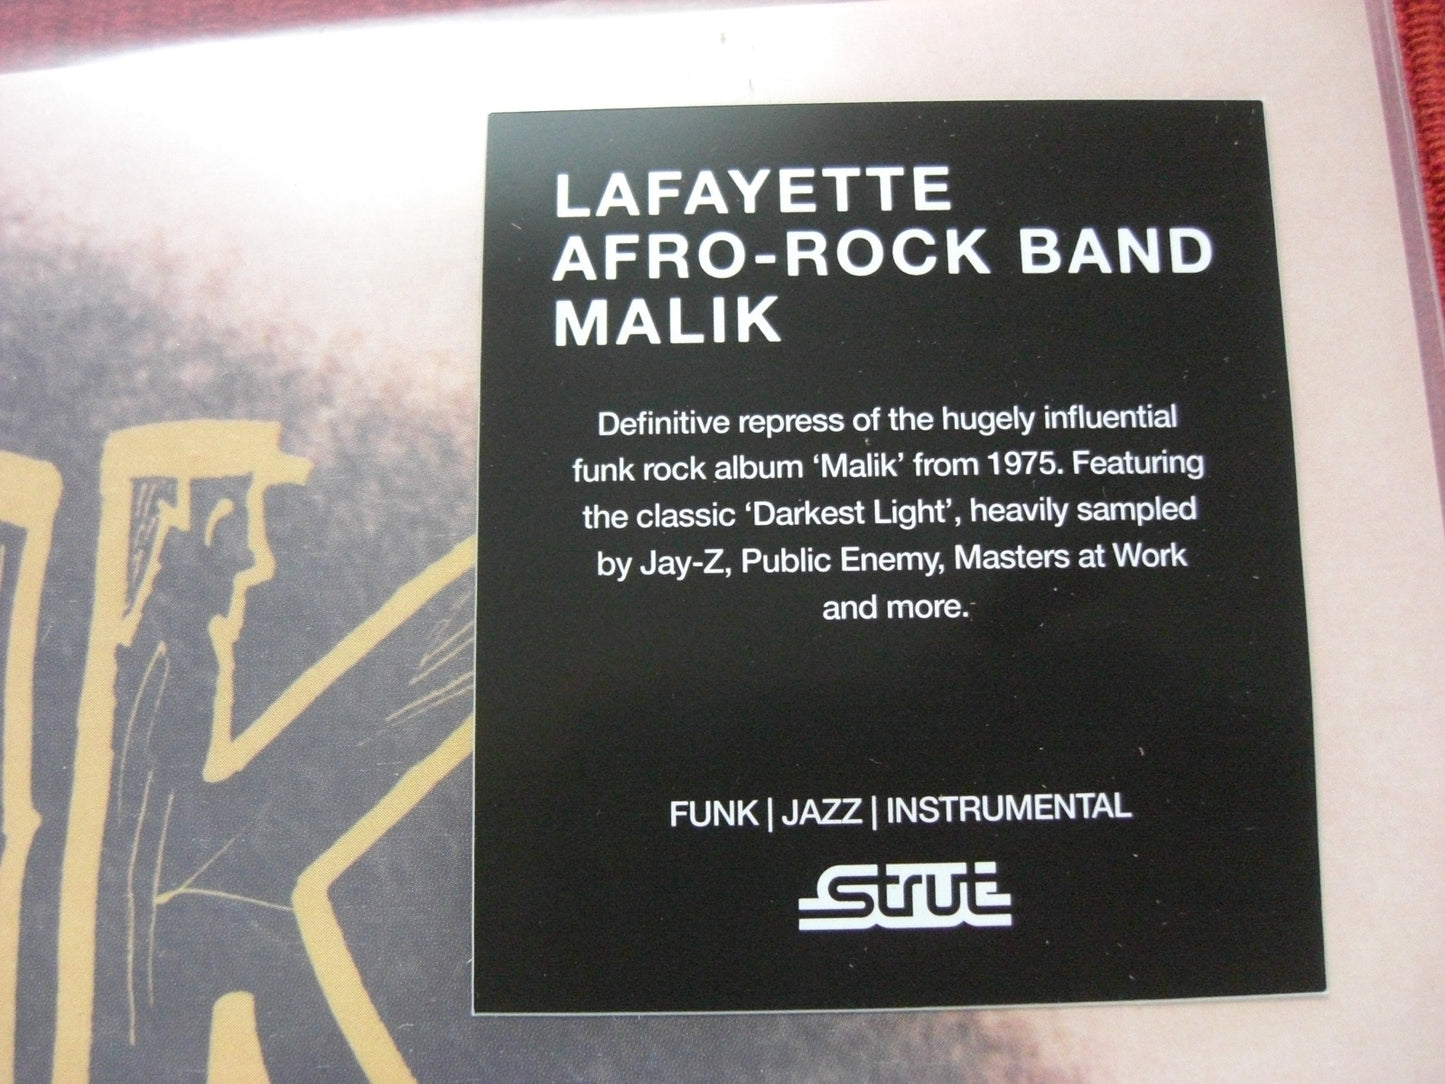 LAFAYETTE
AFRO-ROCK BAND
MALIK
Definitive repress of the hugely influential
funk rock album ‘Malik’ from 1975. Featuring
the classic ‘Darkest Light’, heavily sampled
by Jay-Z, Public Enemy, Masters at Work
and more.
FUNK | JAZZ | INSTRUMENTAL
Strut
K